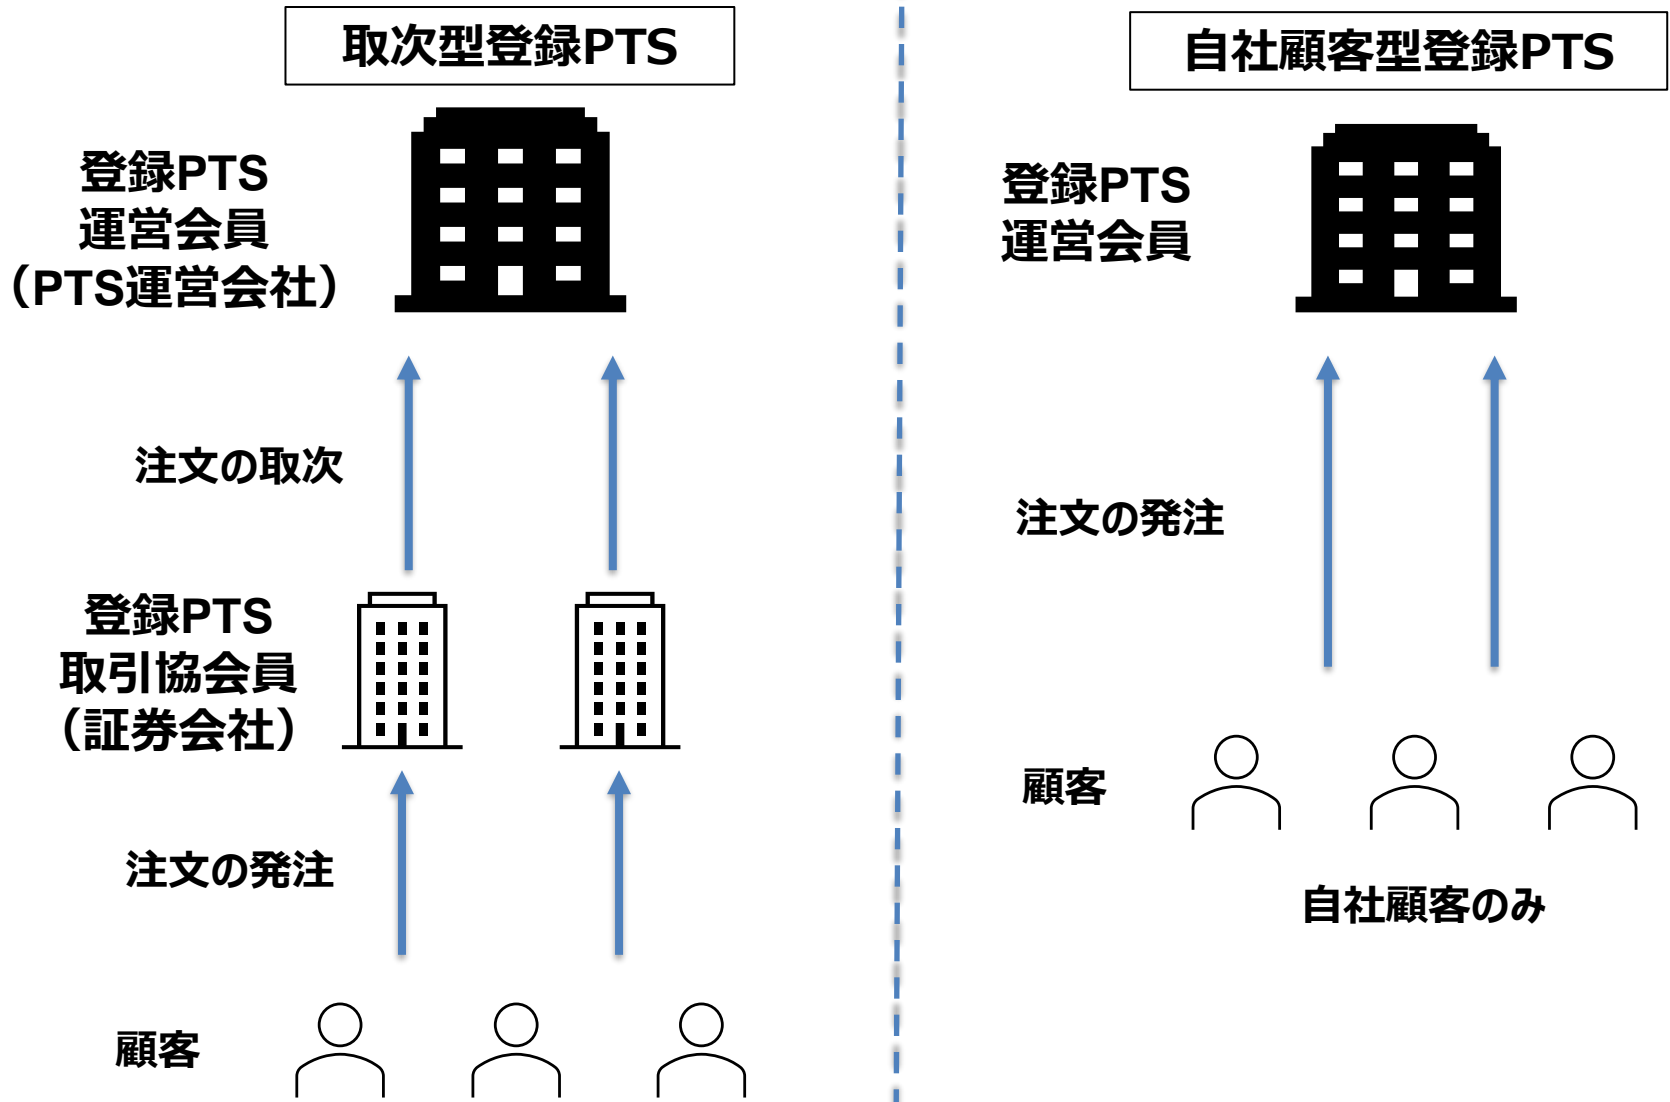 取次型登録PTS
登録PTS
運営会員
（PTS運営会社）
注文の取次
登録PTS
取引協会員
（証券会社）
注文の発注
顧客
自社顧客型登録PTS
登録PTS
運営会員
注文の発注
顧客
自社顧客のみ